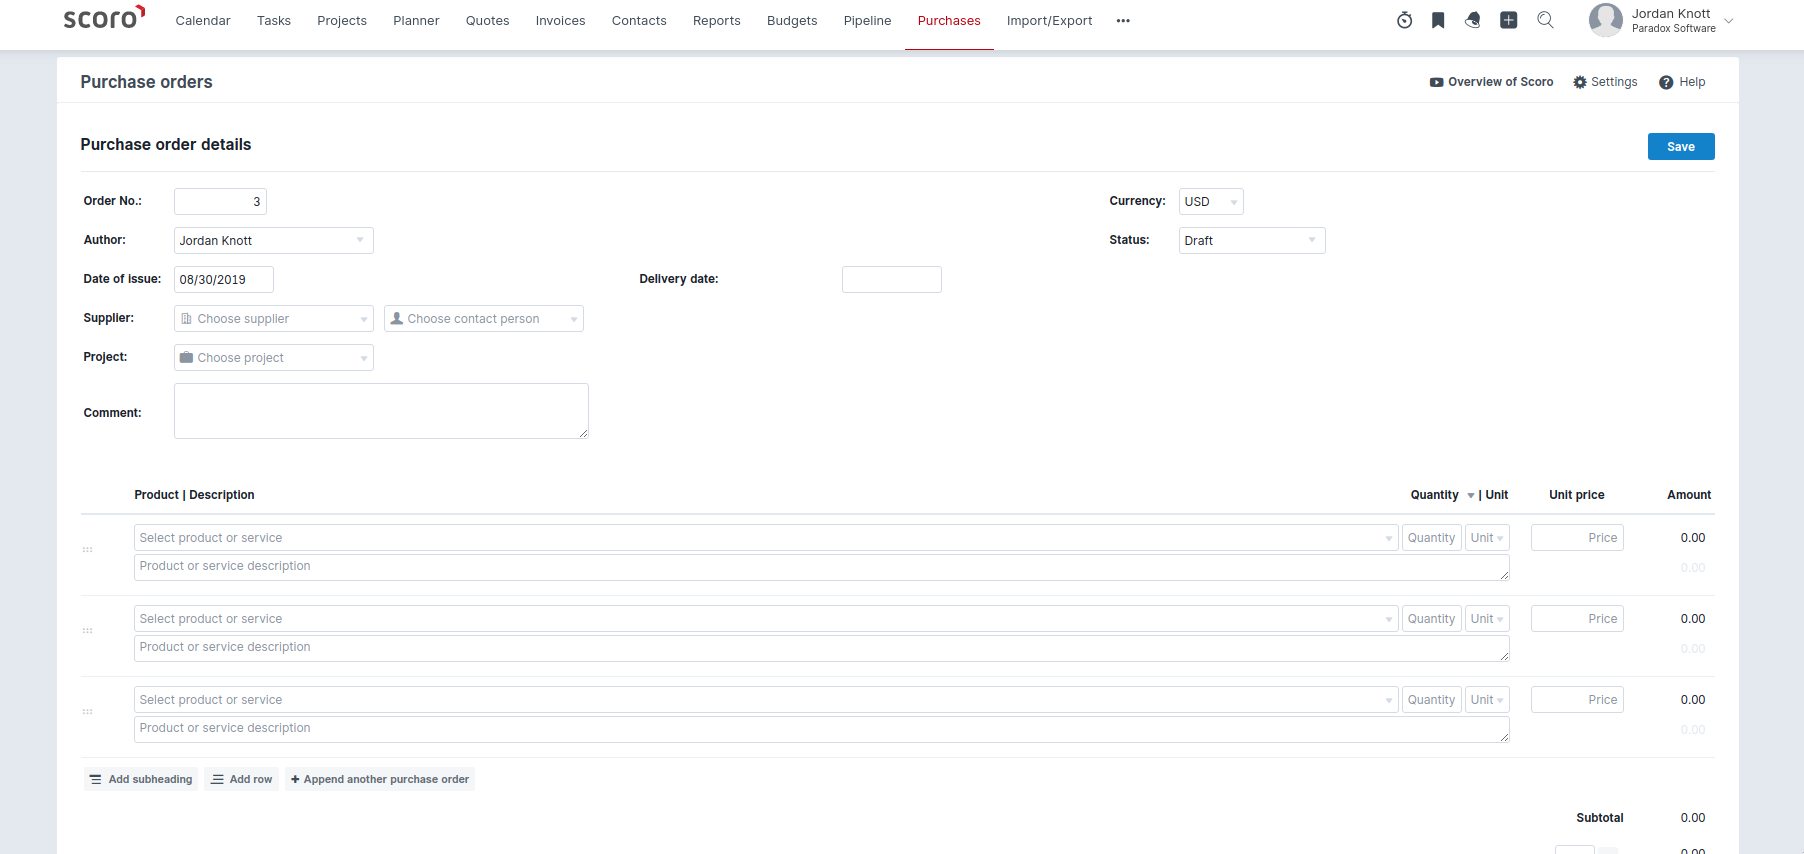 scoro Calendar Tasks Projects Planner Quotes Invoices Contacts Reports Budgets Pipeline Purchases Import/Export Jordan Knott
Paradox Software
Purchase orders Overview of Scoro Settings Help
Purchase order details Save
Order No.: 3 Currency: USD
Author: Jordan Knott Status: Draft
Date of issue: 08/30/2019 Delivery date:
Supplier: Choose supplier Choose contact person
Project: Choose project
Comment:
Product | Description Quantity | Unit Unit price Amount
Select product or service Quantity Unit Price 0.00
Product or service description 0.00
Select product or service Quantity Unit Price 0.00
Product or service description 0.00
Select product or service Quantity Unit Price 0.00
Product or service description 0.00
Add subheading Add row + Append another purchase order
Subtotal 0.00
0.00